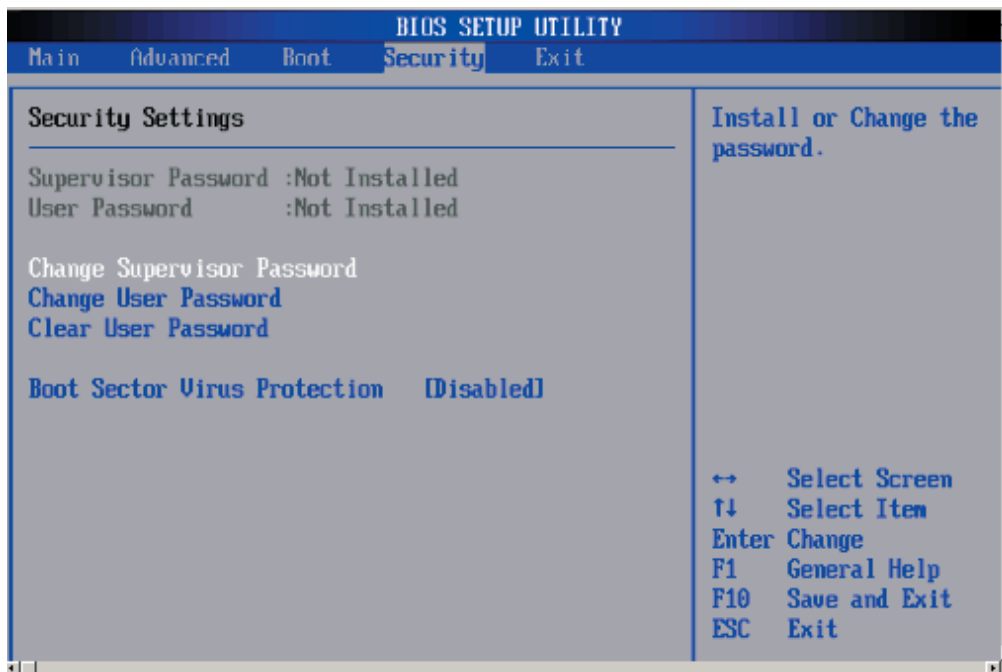 BIOS SETUP UTILITY
Main Advanced Boot Security Exit
Security Settings
Supervisor Password :Not Installed
User Password :Not Installed
Change Supervisor Password
Change User Password
Clear User Password
Boot Sector Virus Protection [Disabled]
Install or Change the
password.
↔ Select Screen
↑↓ Select Item
Enter Change
F1 General Help
F10 Save and Exit
ESC Exit